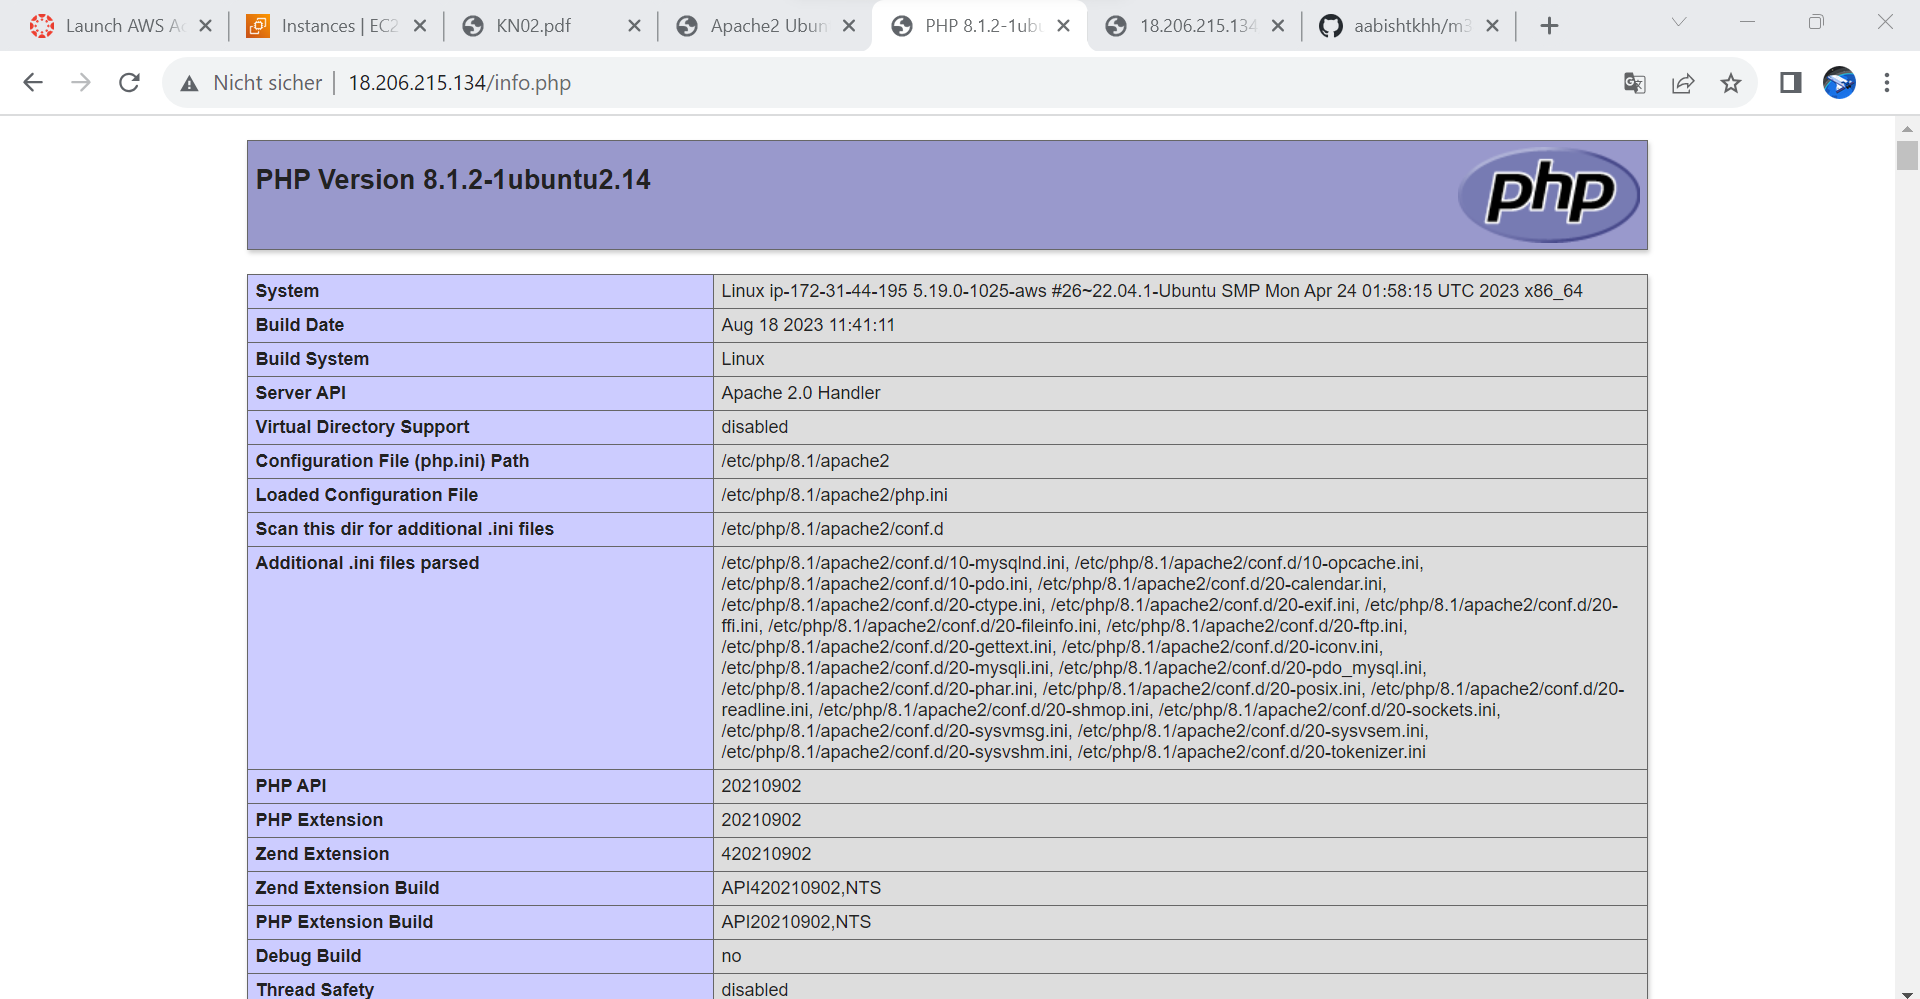 Launch AWS Ac
Instances | EC2
KN02.pdf
Apache2 Ubun
PHP 8.1.2-1ubu
18.206.215.134
aabishtkhh/m3
Nicht sicher
18.206.215.134/info.php
PHP Version 8.1.2-1ubuntu2.14
php
System
Linux ip-172-31-44-195 5.19.0-1025-aws #26~22.04.1-Ubuntu SMP Mon Apr 24 01:58:15 UTC 2023 x86_64
Build Date
Aug 18 2023 11:41:11
Build System
Linux
Server API
Apache 2.0 Handler
Virtual Directory Support
disabled
Configuration File (php.ini) Path
/etc/php/8.1/apache2
Loaded Configuration File
/etc/php/8.1/apache2/php.ini
Scan this dir for additional .ini files
/etc/php/8.1/apache2/conf.d
Additional .ini files parsed
/etc/php/8.1/apache2/conf.d/10-mysqlnd.ini, /etc/php/8.1/apache2/conf.d/10-opcache.ini,
/etc/php/8.1/apache2/conf.d/10-pdo.ini, /etc/php/8.1/apache2/conf.d/20-calendar.ini,
/etc/php/8.1/apache2/conf.d/20-ctype.ini, /etc/php/8.1/apache2/conf.d/20-exif.ini, /etc/php/8.1/apache2/conf.d/20-
ffi.ini, /etc/php/8.1/apache2/conf.d/20-fileinfo.ini, /etc/php/8.1/apache2/conf.d/20-ftp.ini,
/etc/php/8.1/apache2/conf.d/20-gettext.ini, /etc/php/8.1/apache2/conf.d/20-iconv.ini,
/etc/php/8.1/apache2/conf.d/20-mysqli.ini, /etc/php/8.1/apache2/conf.d/20-pdo_mysql.ini,
/etc/php/8.1/apache2/conf.d/20-phar.ini, /etc/php/8.1/apache2/conf.d/20-posix.ini, /etc/php/8.1/apache2/conf.d/20-
readline.ini, /etc/php/8.1/apache2/conf.d/20-shmop.ini, /etc/php/8.1/apache2/conf.d/20-sockets.ini,
/etc/php/8.1/apache2/conf.d/20-sysvmsg.ini, /etc/php/8.1/apache2/conf.d/20-sysvsem.ini,
/etc/php/8.1/apache2/conf.d/20-sysvshm.ini, /etc/php/8.1/apache2/conf.d/20-tokenizer.ini
PHP API
20210902
PHP Extension
20210902
Zend Extension
420210902
Zend Extension Build
API420210902,NTS
PHP Extension Build
API20210902,NTS
Debug Build
no
Thread Safety
disabled